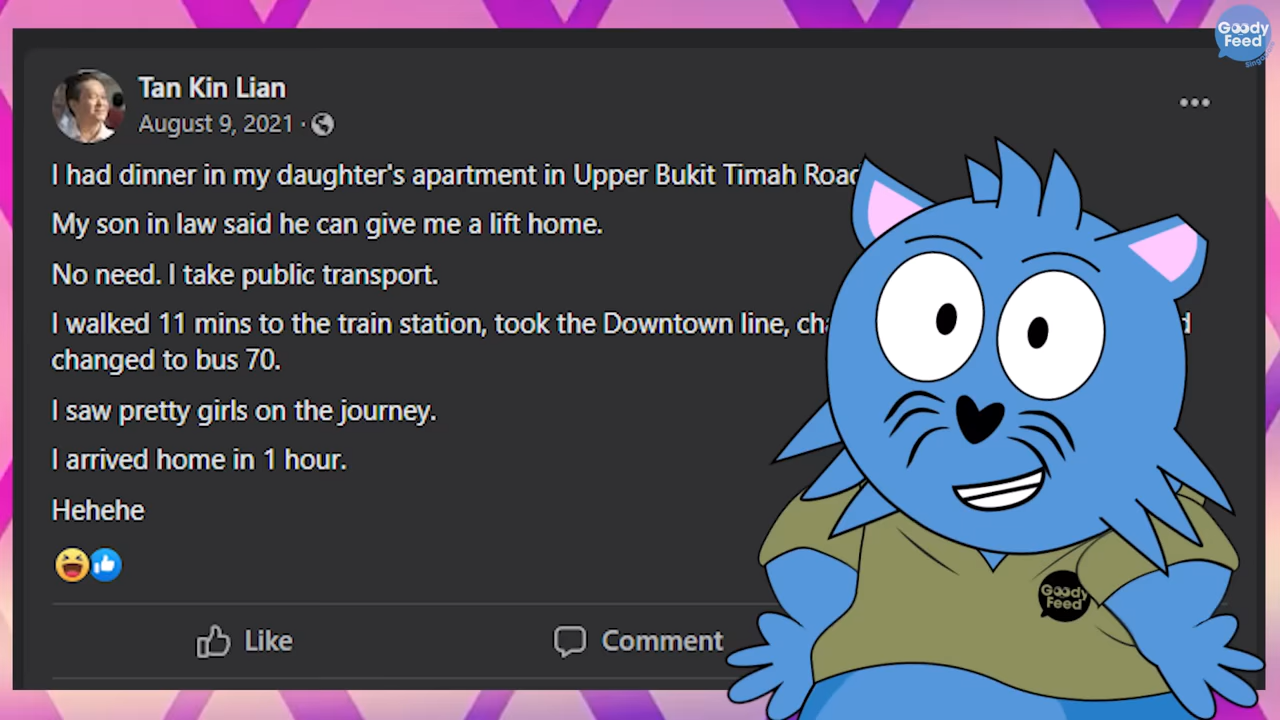 Goody
Feed
Tan Kin Lian
August 9, 2021 ·
I had dinner in my daughter's apartment in Upper Bukit Timah Road
My son in law said he can give me a lift home.
No need. I take public transport.
I walked 11 mins to the train station, took the Downtown line,
changed to bus 70.
I saw pretty girls on the journey.
I arrived home in 1 hour.
Hehehe
Like
Comment
Goody
Feed